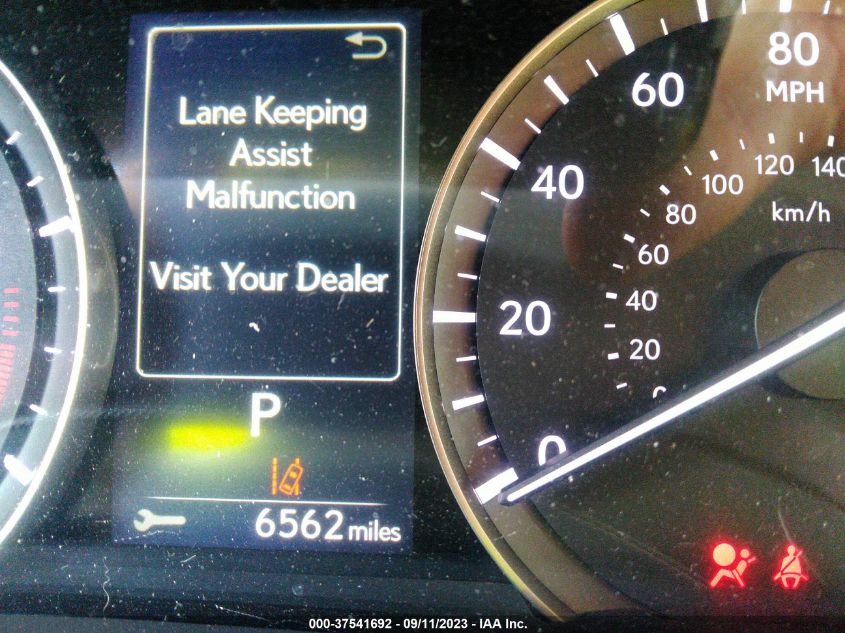 Lane Keeping
Assist
Malfunction
Visit Your Dealer
P
6562 miles
0
20
40
60
80
MPH
0
20
40
60
80
100
120
140
km/h
000-37541692 - 09/11/2023 - IAA Inc.